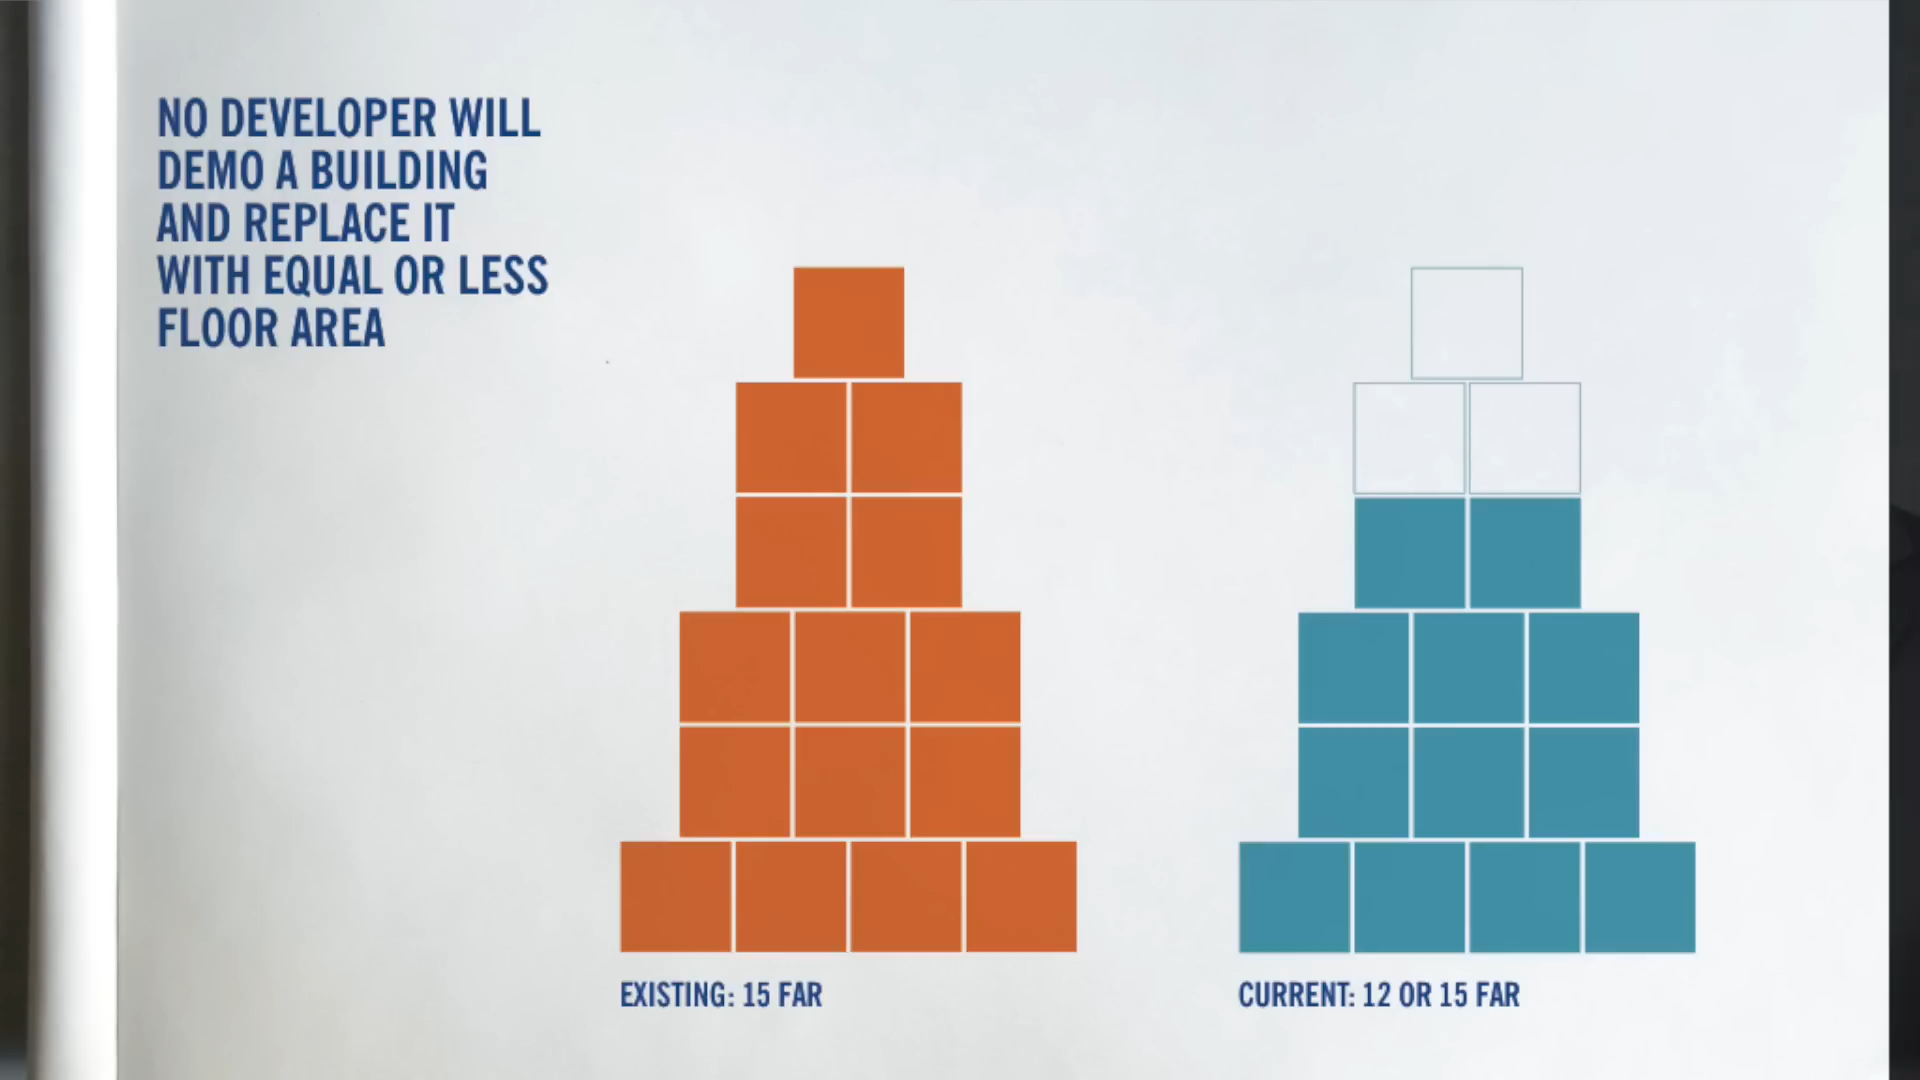 NO DEVELOPER WILL
DEMO A BUILDING
AND REPLACE IT
WITH EQUAL OR LESS
FLOOR AREA
EXISTING: 15 FAR
CURRENT: 12 OR 15 FAR